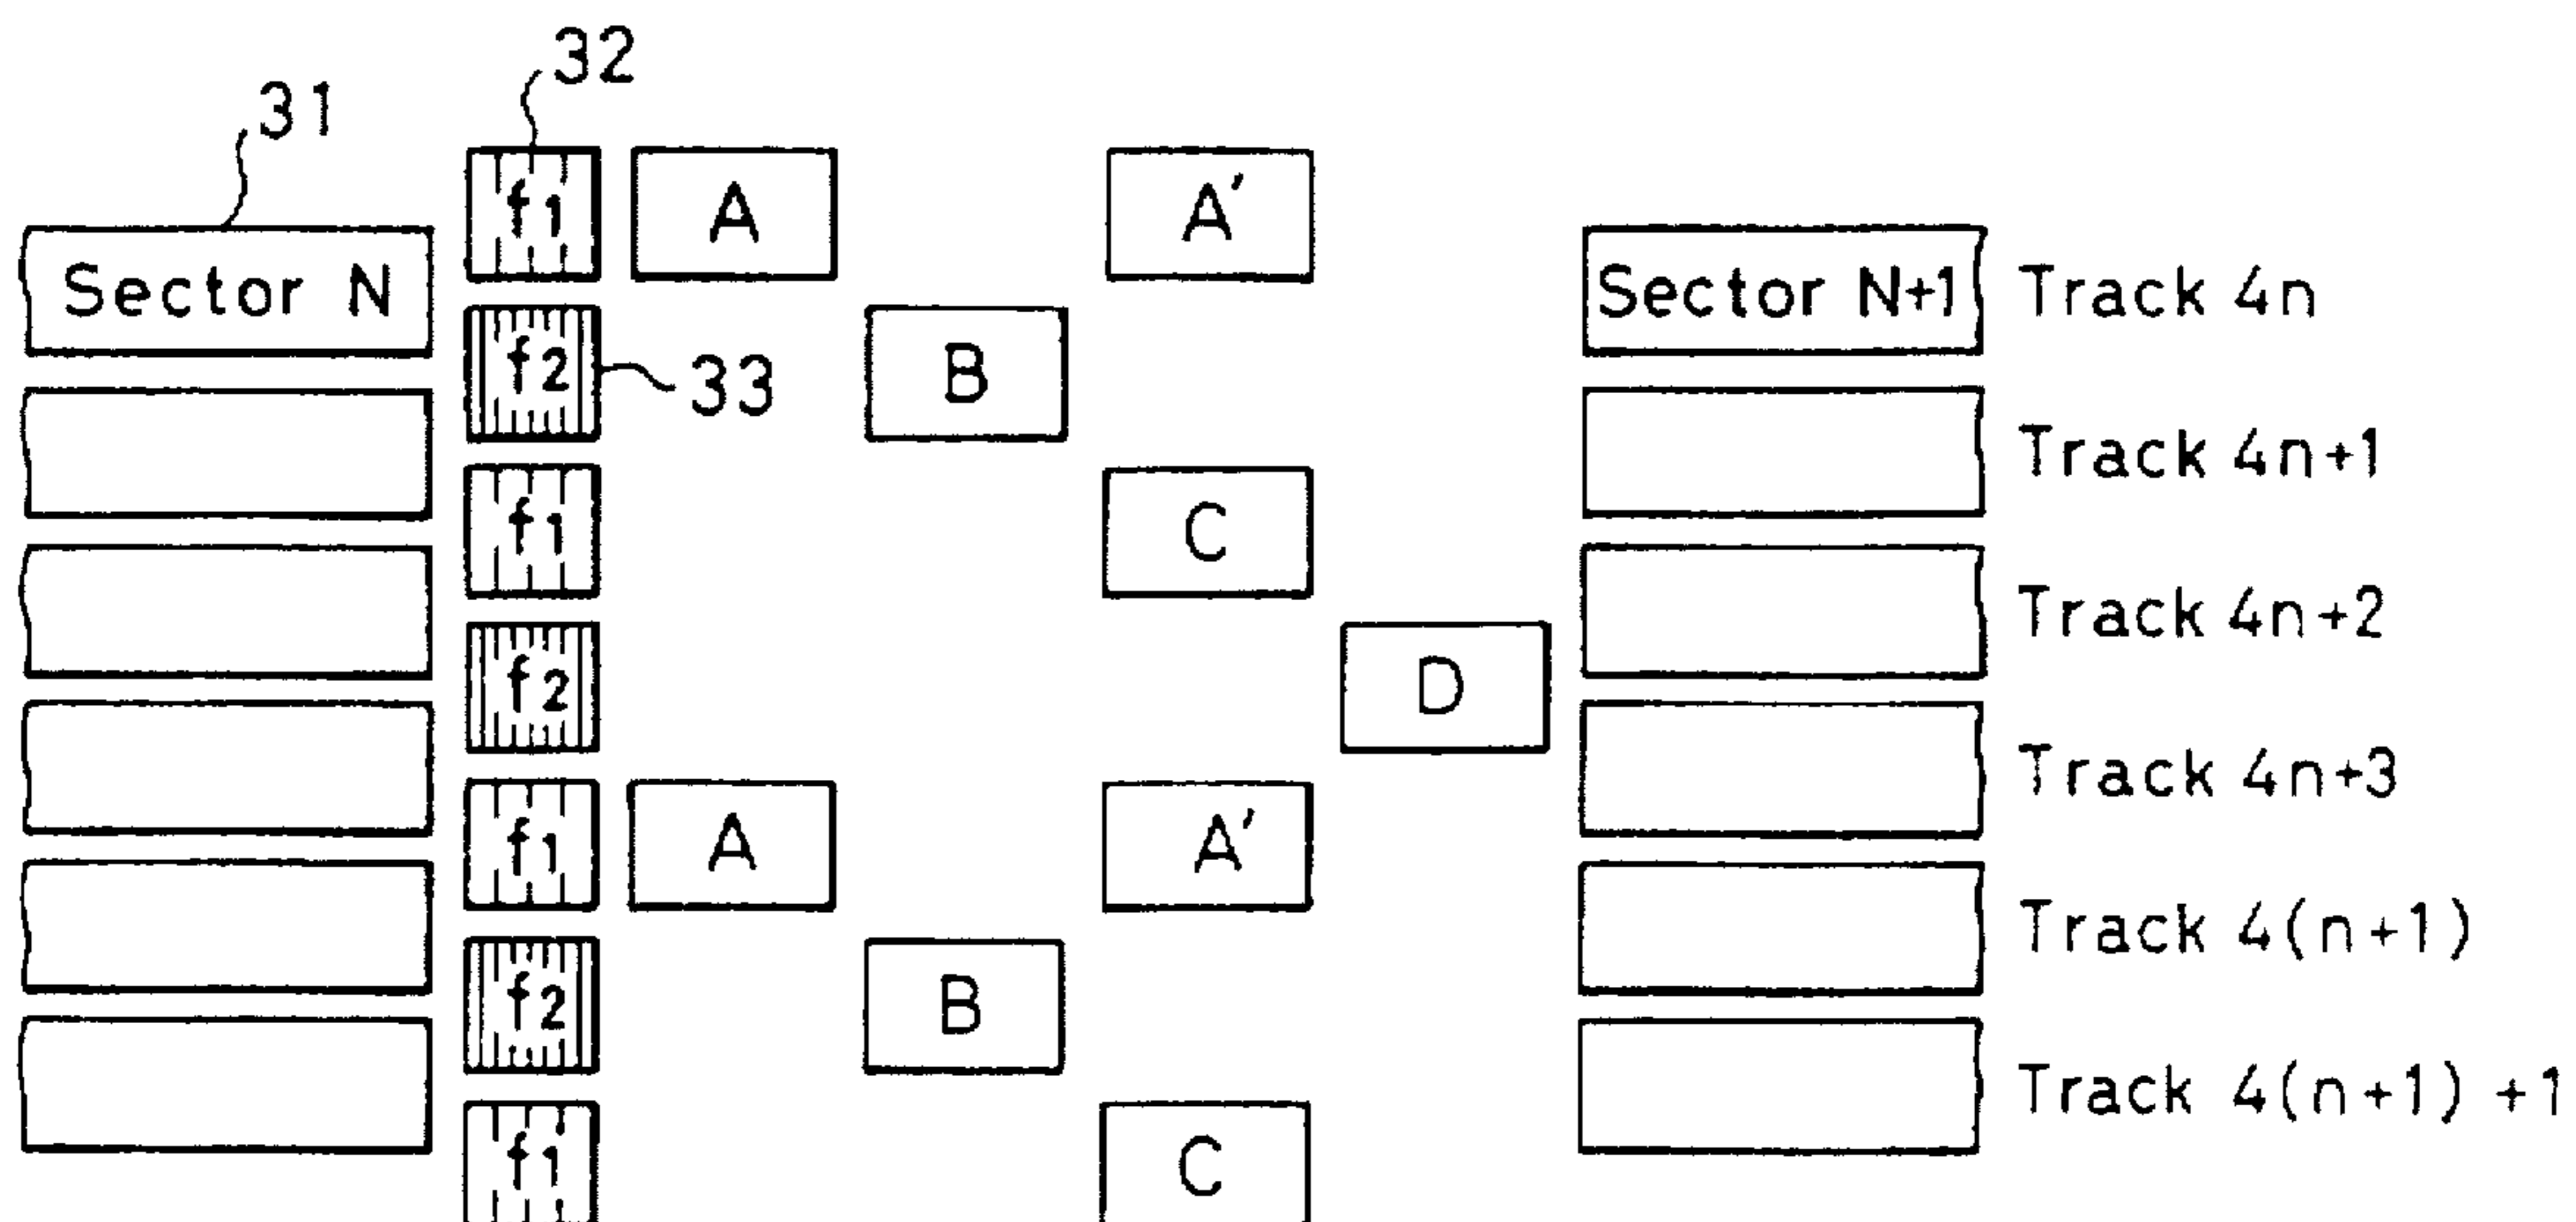 32
31
f1 A A'
Sector N Sector N+1 Track 4n
f2 33 B
Track 4n+1
f1 C
Track 4n+2
f2 D
Track 4n+3
f1 A A'
Track 4(n+1)
f2 B
Track 4(n+1) +1
f1 C